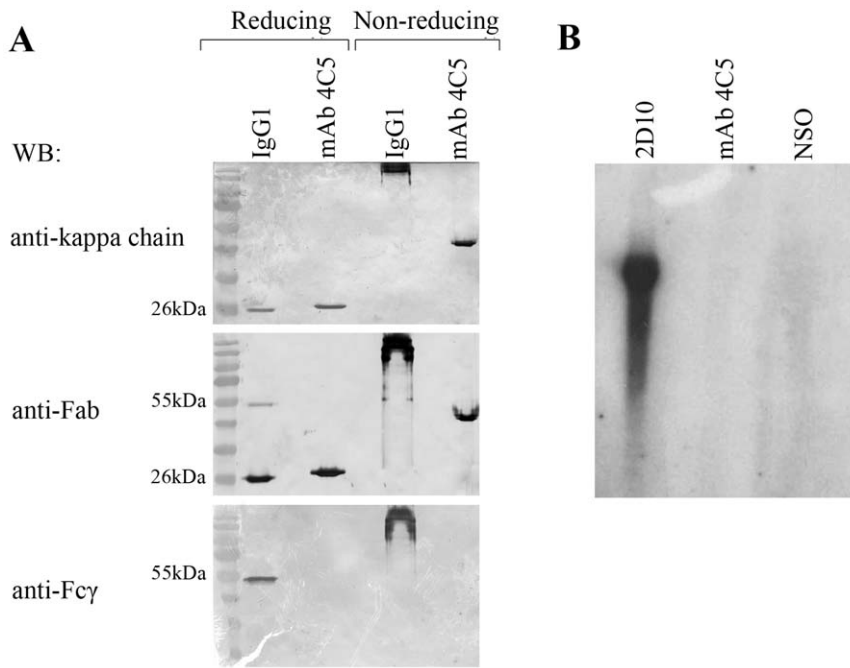 A
Reducing
Non-reducing
WB:
IgG1
mAb 4C5
IgG1
mAb 4C5
anti-kappa chain
26kDa
anti-Fab
55kDa
26kDa
anti-Fcγ
55kDa
B
2D10
mAb 4C5
NSO